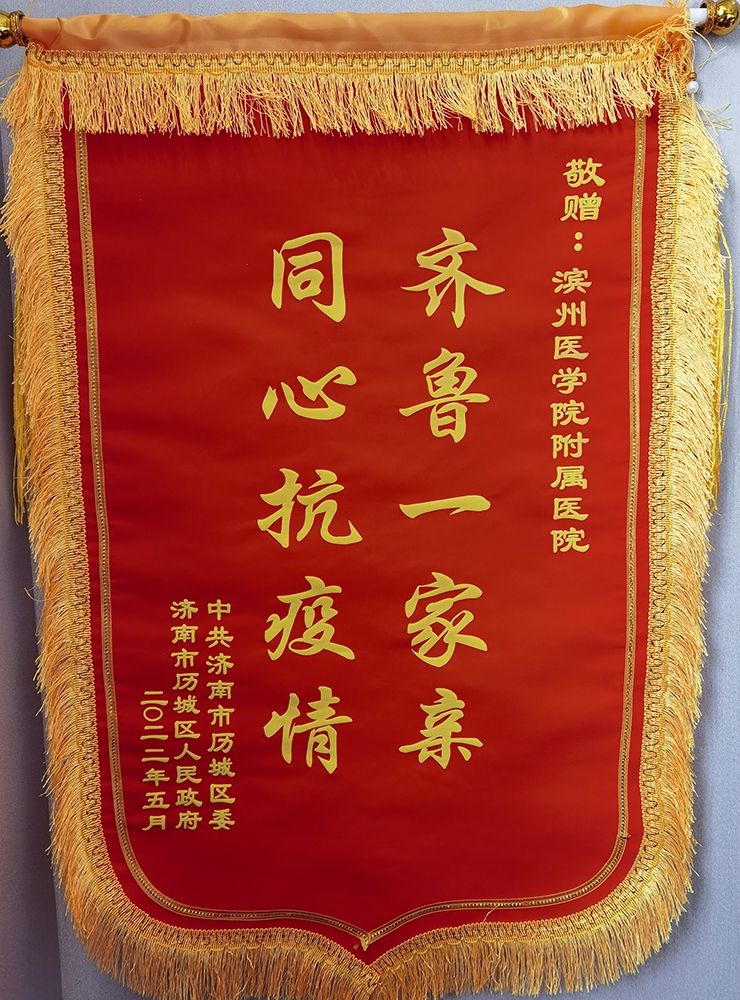 敬赠：滨州医学院附属医院
齐鲁一家亲
同心抗疫情
中共济南市历城区委
济南市历城区人民政府
二〇二二年五月